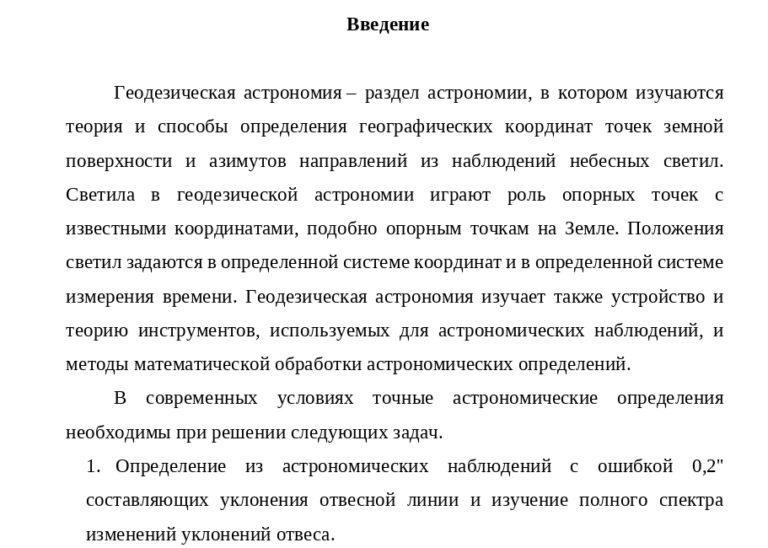 Введение
Геодезическая астрономия – раздел астрономии, в котором изучаются
теория и способы определения географических координат точек земной
поверхности и азимутов направлений из наблюдений небесных светил.
Светила в геодезической астрономии играют роль опорных точек с
известными координатами, подобно опорным точкам на Земле. Положения
светил задаются в определенной системе координат и в определенной системе
измерения времени. Геодезическая астрономия изучает также устройство и
теорию инструментов, используемых для астрономических наблюдений, и
методы математической обработки астрономических определений.
В современных условиях точные астрономические определения
необходимы при решении следующих задач.
1. Определение из астрономических наблюдений с ошибкой 0,2"
составляющих уклонения отвесной линии и изучение полного спектра
изменений уклонений отвеса.